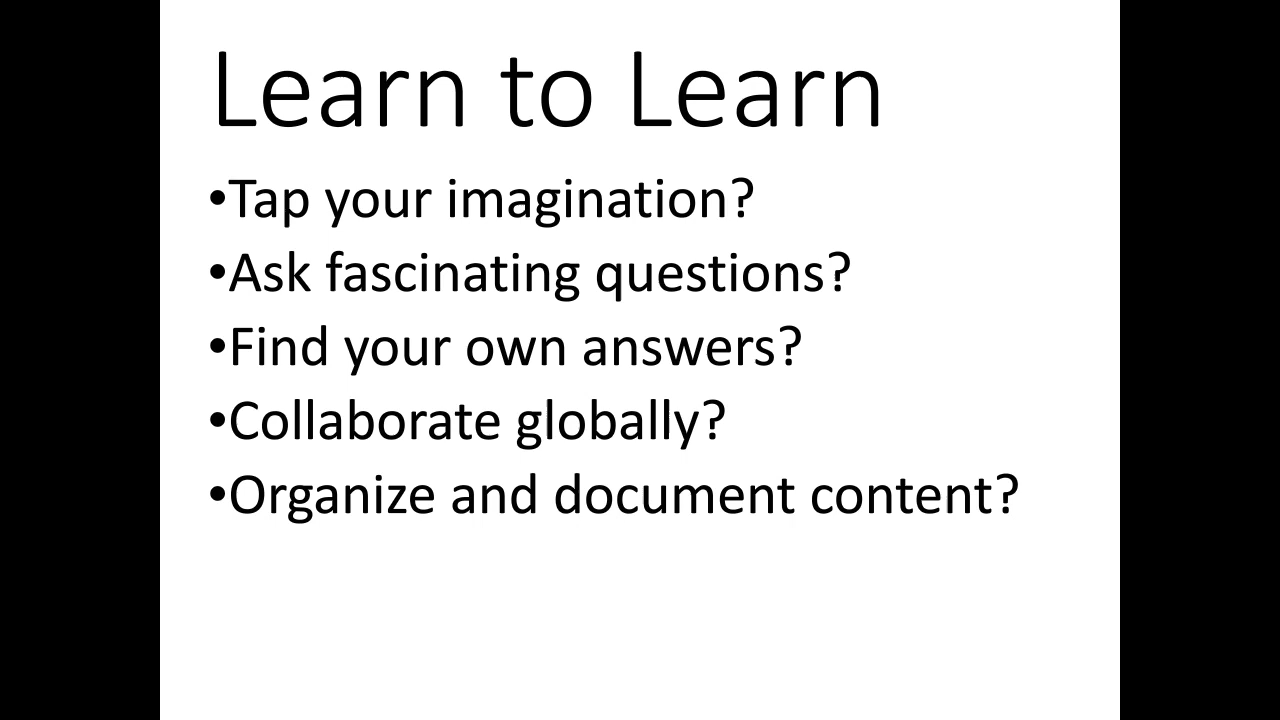 Learn to Learn
•Tap your imagination?
•Ask fascinating questions?
•Find your own answers?
•Collaborate globally?
•Organize and document content?